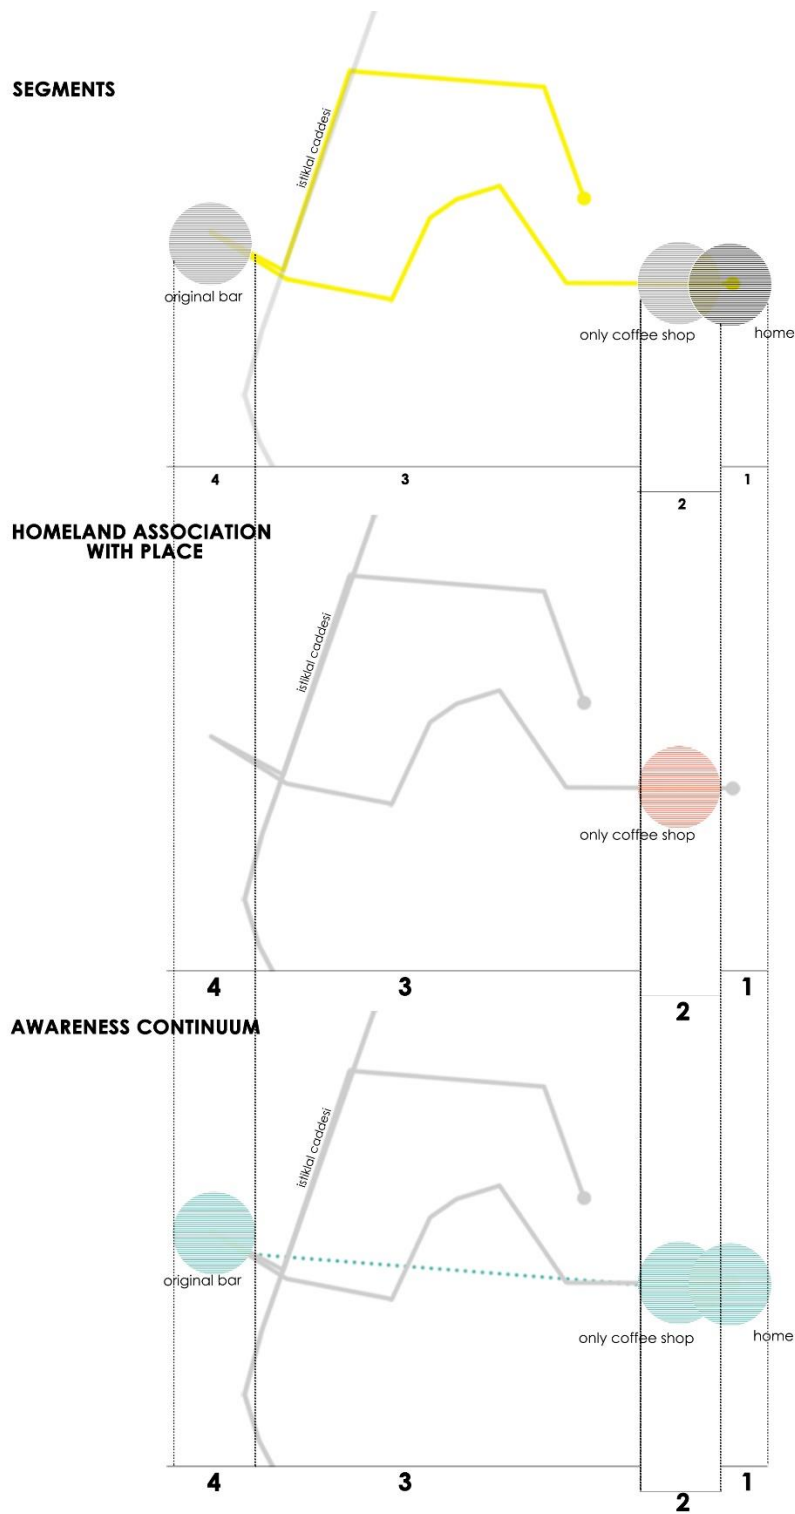 SEGMENTS
istiklal caddesi
original bar
only coffee shop
home
4
3
1
2
HOMELAND ASSOCIATION
WITH PLACE
istiklal caddesi
only coffee shop
4
3
1
2
AWARENESS CONTINUUM
istiklal caddesi
original bar
only coffee shop
home
4
3
1
2